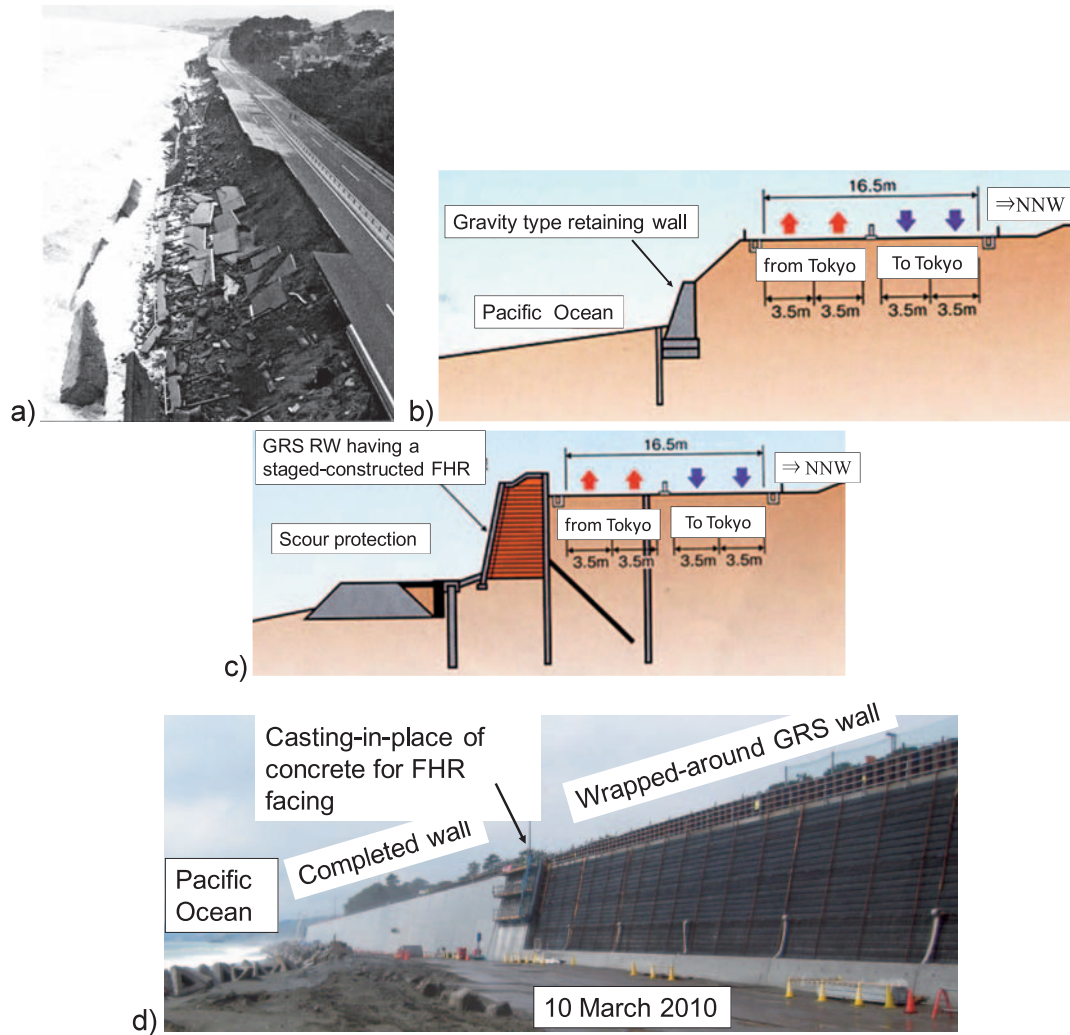 a)
16.5m
⇒NNW
Gravity type retaining wall
from Tokyo
To Tokyo
Pacific Ocean
3.5m
3.5m
3.5m
3.5m
b)
GRS RW having a
staged-constructed FHR
16.5m
⇒ NNW
Scour protection
from Tokyo
To Tokyo
3.5m
3.5m
3.5m
3.5m
c)
Casting-in-place of
concrete for FHR
facing
Wrapped-around GRS wall
Completed wall
Pacific
Ocean
10 March 2010
d)